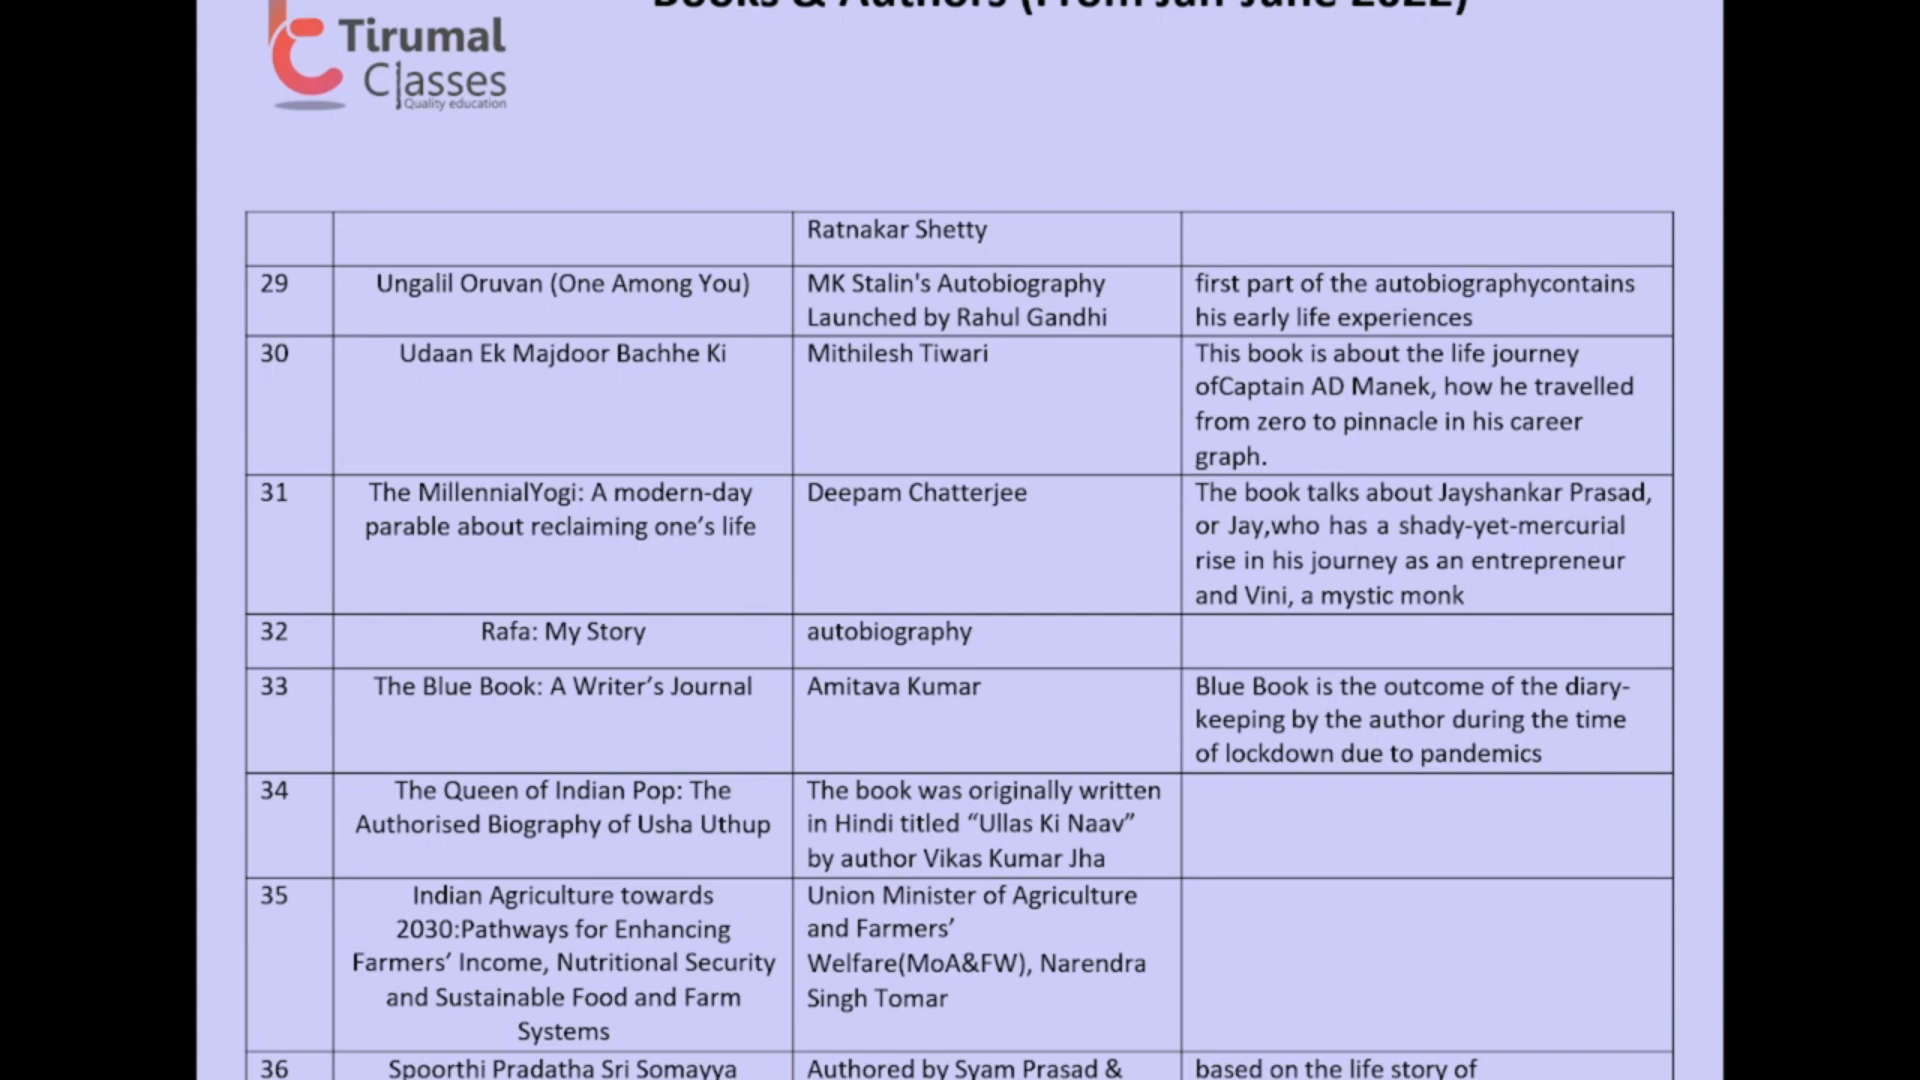 Books & Authors (From Jan-June 2022)
Tirumal
Classes
Quality education
Ratnakar Shetty
29
Ungalil Oruvan (One Among You)
MK Stalin's Autobiography
Launched by Rahul Gandhi
first part of the autobiographycontains
his early life experiences
30
Udaan Ek Majdoor Bachhe Ki
Mithilesh Tiwari
This book is about the life journey
ofCaptain AD Manek, how he travelled
from zero to pinnacle in his career
graph.
31
The MillennialYogi: A modern-day
parable about reclaiming one’s life
Deepam Chatterjee
The book talks about Jayshankar Prasad,
or Jay,who has a shady-yet-mercurial
rise in his journey as an entrepreneur
and Vini, a mystic monk
32
Rafa: My Story
autobiography
33
The Blue Book: A Writer’s Journal
Amitava Kumar
Blue Book is the outcome of the diary-
keeping by the author during the time
of lockdown due to pandemics
34
The Queen of Indian Pop: The
Authorised Biography of Usha Uthup
The book was originally written
in Hindi titled “Ullas Ki Naav”
by author Vikas Kumar Jha
35
Indian Agriculture towards
2030:Pathways for Enhancing
Farmers’ Income, Nutritional Security
and Sustainable Food and Farm
Systems
Union Minister of Agriculture
and Farmers’
Welfare(MoA&FW), Narendra
Singh Tomar
36
Spoorthi Pradatha Sri Somayya
Authored by Syam Prasad &
based on the life story of